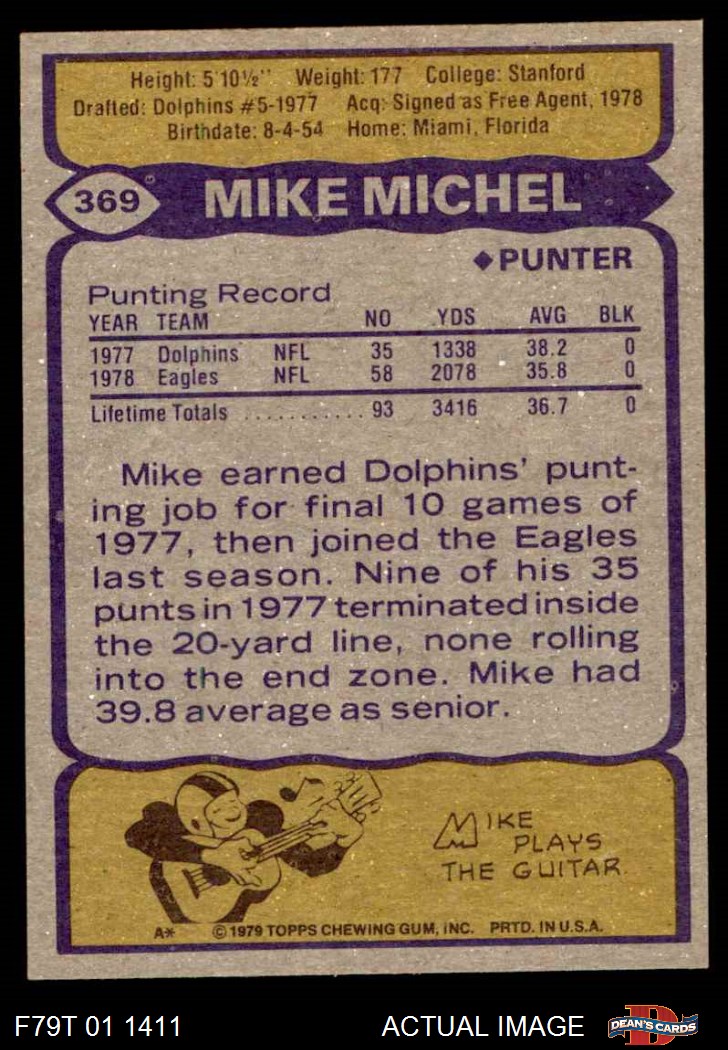 Height: 5'10½" Weight: 177 College: Stanford
Drafted: Dolphins #5-1977 Acq: Signed as Free Agent, 1978
Birthdate: 8-4-54 Home: Miami, Florida
369 MIKE MICHEL
◆PUNTER
Punting Record
YEAR TEAM NO YDS AVG BLK
1977 Dolphins NFL 35 1338 38.2 0
1978 Eagles NFL 58 2078 35.8 0
Lifetime Totals ............ 93 3416 36.7 0
Mike earned Dolphins' punt-
ing job for final 10 games of
1977, then joined the Eagles
last season. Nine of his 35
punts in 1977 terminated inside
the 20-yard line, none rolling
into the end zone. Mike had
39.8 average as senior.
MIKE
PLAYS
THE GUITAR.
A* © 1979 TOPPS CHEWING GUM, INC. PRTD. IN U.S.A.
F79T 01 1411 ACTUAL IMAGE D DEAN'S CARDS